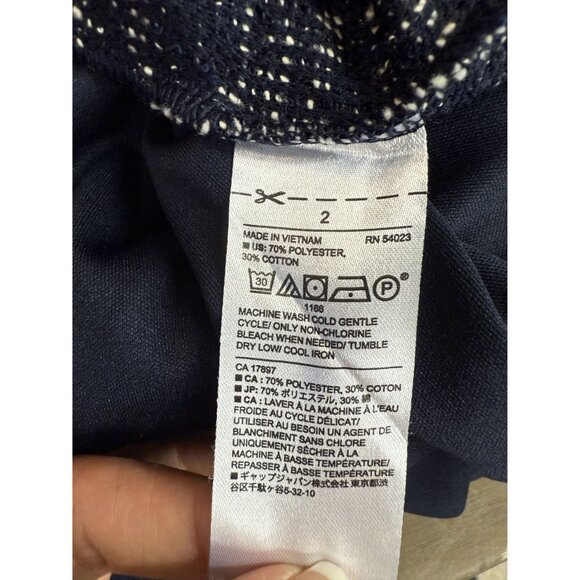 2
MADE IN VIETNAM RN 54023
■ US: 70% POLYESTER,
30% COTTON
30 P ®
1166
MACHINE WASH COLD GENTLE
CYCLE/ ONLY NON-CHLORINE
BLEACH WHEN NEEDED/ TUMBLE
DRY LOW/ COOL IRON
CA 17897
■ CA : 70% POLYESTER, 30% COTTON
■ JP: 70% ポリエステル, 30% 綿
■ CA : LAVER À LA MACHINE À L'EAU
FROIDE AU CYCLE DÉLICAT/
UTILISER AU BESOIN UN AGENT DE
BLANCHIMENT SANS CHLORE
UNIQUEMENT/ SÉCHER À LA
MACHINE À BASSE TEMPÉRATURE/
REPASSER À BASSE TEMPÉRATURE
■ ギャップジャパン株式会社 東京都渋
谷区千駄ヶ谷5-32-10